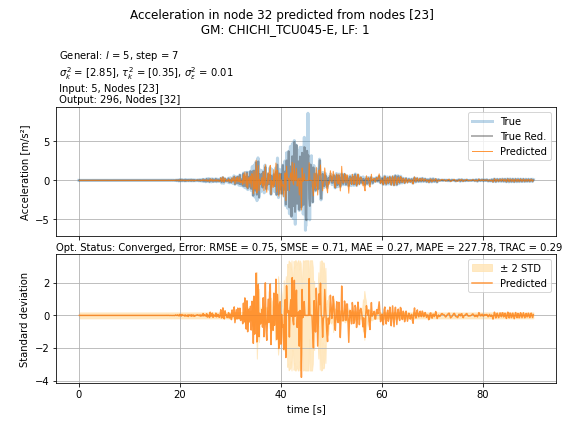 Acceleration in node 32 predicted from nodes [23]
GM: CHICHI_TCU045-E, LF: 1
General: l = 5, step = 7
σ²ₖ = [2.85], τ²ₖ = [0.35], σ²ε = 0.01
Input: 5, Nodes [23]
Output: 296, Nodes [32]
Acceleration [m/s²]
5
0
−5
True
True Red.
Predicted
Opt. Status: Converged, Error: RMSE = 0.75, SMSE = 0.71, MAE = 0.27, MAPE = 227.78, TRAC = 0.29
Standard deviation
2
0
−2
−4
± 2 STD
Predicted
0 20 40 60 80
time [s]